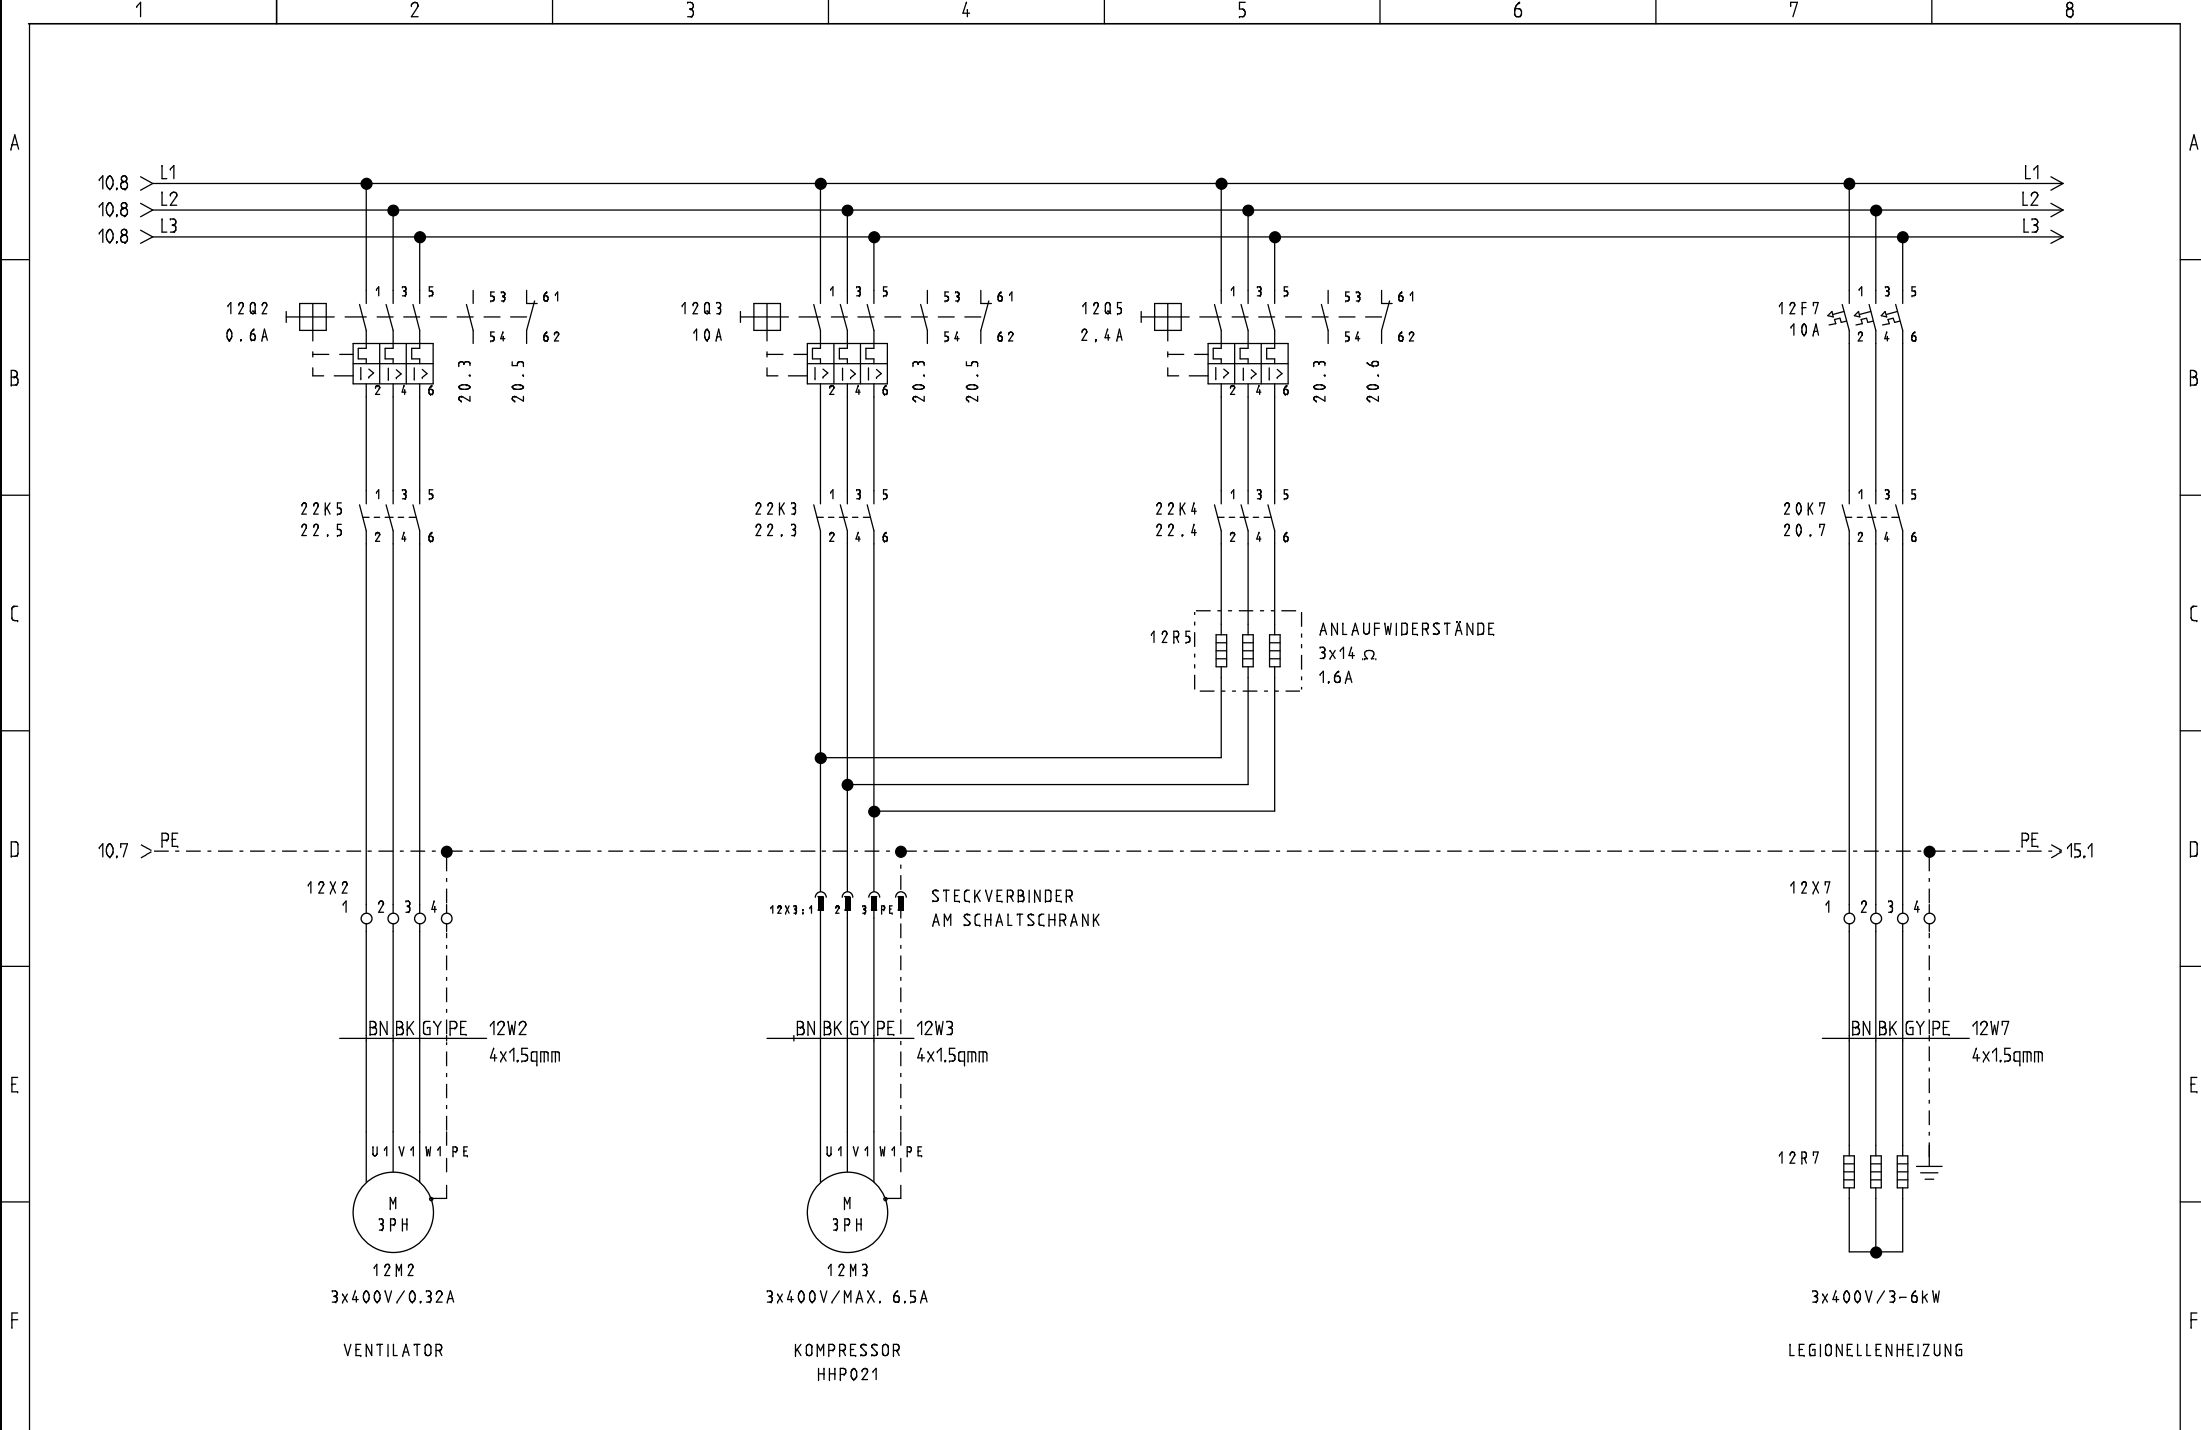 1 2 3 4 5 6 7 8
A A
10.8 L1 L1
10.8 L2 L2
10.8 L3 L3
12Q2
0.6A
1 3 5
53 61
54 62
2 4 6
20.3 20.5
12Q3
10A
1 3 5
53 61
54 62
2 4 6
20.3 20.5
12Q5
2.4A
1 3 5
53 61
54 62
2 4 6
20.3 20.6
12F7
10A
1 3 5
2 4 6
I> I> I>
I> I> I>
I> I> I>
B B
22K5
22.5
1 3 5
2 4 6
22K3
22.3
1 3 5
2 4 6
22K4
22.4
1 3 5
2 4 6
20K7
20.7
1 3 5
2 4 6
C C
12R5
ANLAUFWIDERSTÄNDE
3x14 Ω
1.6A
10.7 PE PE 15.1
D D
12X2
1 2 3 4
12X3:1 2 3 PE
STECKVERBINDER
AM SCHALTSCHRANK
12X7
1 2 3 4
BN BK GY PE 12W2
4x1.5qmm
BN BK GY PE 12W3
4x1.5qmm
BN BK GY PE 12W7
4x1.5qmm
E E
U1 V1 W1 PE
M
3PH
12M2
3x400V/0.32A
VENTILATOR
U1 V1 W1 PE
M
3PH
12M3
3x400V/MAX. 6.5A
KOMPRESSOR
HHP021
12R7
3x400V/3-6kW
LEGIONELLENHEIZUNG
F F